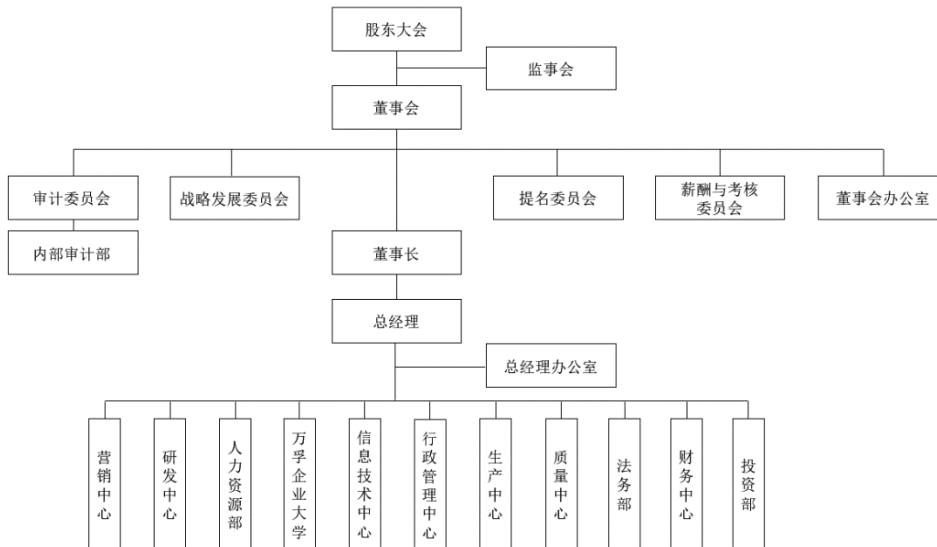 股东大会
监事会
董事会
审计委员会
战略发展委员会
提名委员会
薪酬与考核
委员会
董事会办公室
内部审计部
董事长
总经理
总经理办公室
营销中心
研发中心
人力资源部
万孚企业大学
信息技术中心
行政管理中心
生产中心
质量中心
法务部
财务中心
投资部